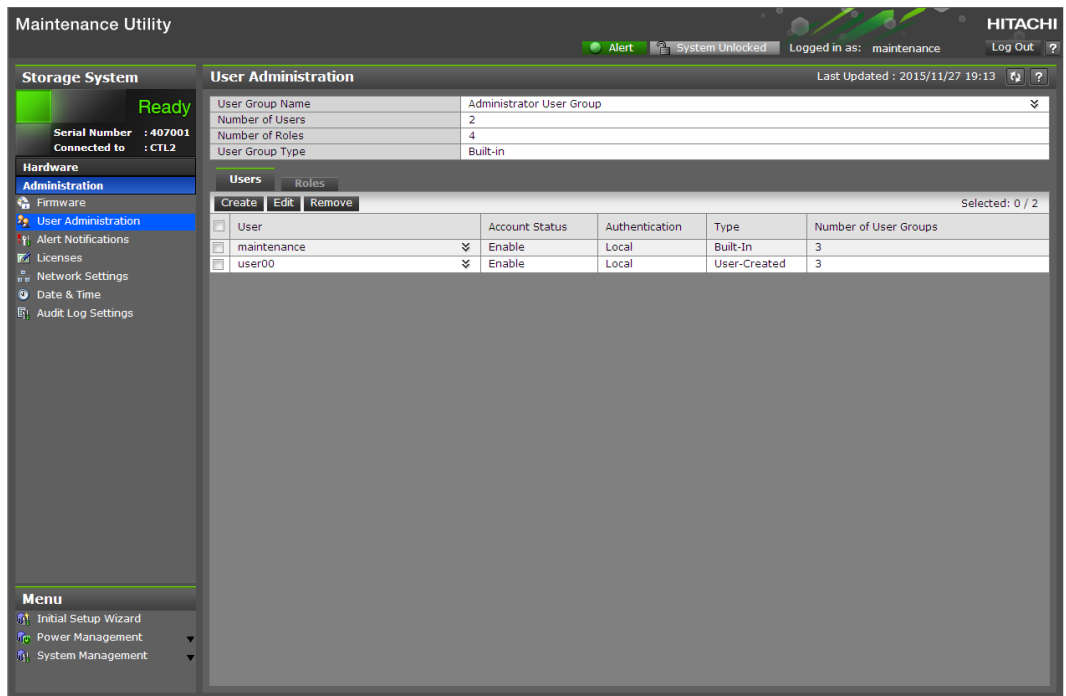 Maintenance Utility
HITACHI
Alert System Unlocked Logged in as: maintenance Log Out ?
Storage System
Ready
Serial Number : 407001
Connected to : CTL2
Hardware
Administration
Firmware
User Administration
Alert Notifications
Licenses
Network Settings
Date & Time
Audit Log Settings
Menu
Initial Setup Wizard
Power Management
System Management
User Administration Last Updated : 2015/11/27 19:13 ?
User Group Name Administrator User Group
Number of Users 2
Number of Roles 4
User Group Type Built-in
Users Roles
Create Edit Remove Selected: 0 / 2
User Account Status Authentication Type Number of User Groups
maintenance Enable Local Built-In 3
user00 Enable Local User-Created 3